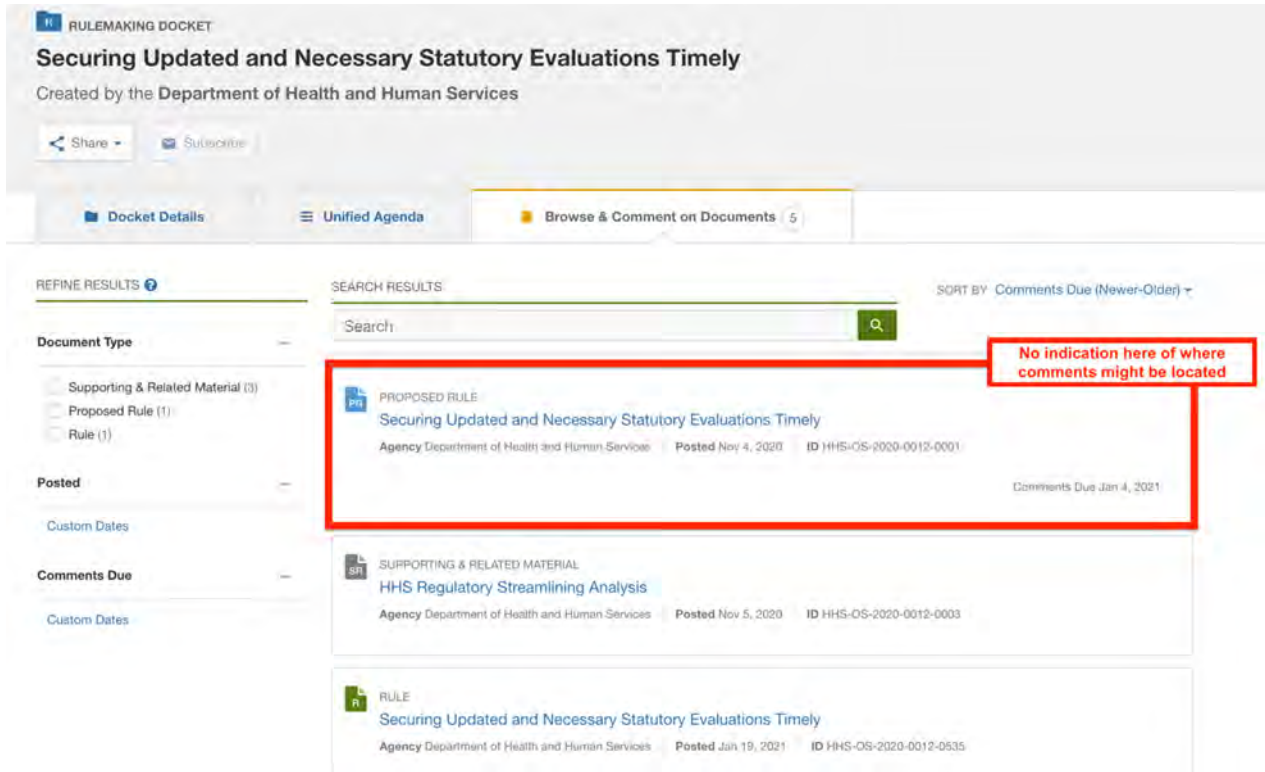 R RULEMAKING DOCKET
Securing Updated and Necessary Statutory Evaluations Timely
Created by the Department of Health and Human Services
Share
Subscribe
Docket Details
Unified Agenda
Browse & Comment on Documents 5
REFINE RESULTS ?
Document Type
Supporting & Related Material (3)
Proposed Rule (1)
Rule (1)
Posted
Custom Dates
Comments Due
Custom Dates
SEARCH RESULTS
SORT BY Comments Due (Newer-Older)
Search
No indication here of where
comments might be located
PR PROPOSED RULE
Securing Updated and Necessary Statutory Evaluations Timely
Agency Department of Health and Human Services Posted Nov 4, 2020 ID HHS-OS-2020-0012-0001
Comments Due Jan 4, 2021
SR SUPPORTING & RELATED MATERIAL
HHS Regulatory Streamlining Analysis
Agency Department of Health and Human Services Posted Nov 5, 2020 ID HHS-OS-2020-0012-0003
R RULE
Securing Updated and Necessary Statutory Evaluations Timely
Agency Department of Health and Human Services Posted Jan 19, 2021 ID HHS-OS-2020-0012-0535